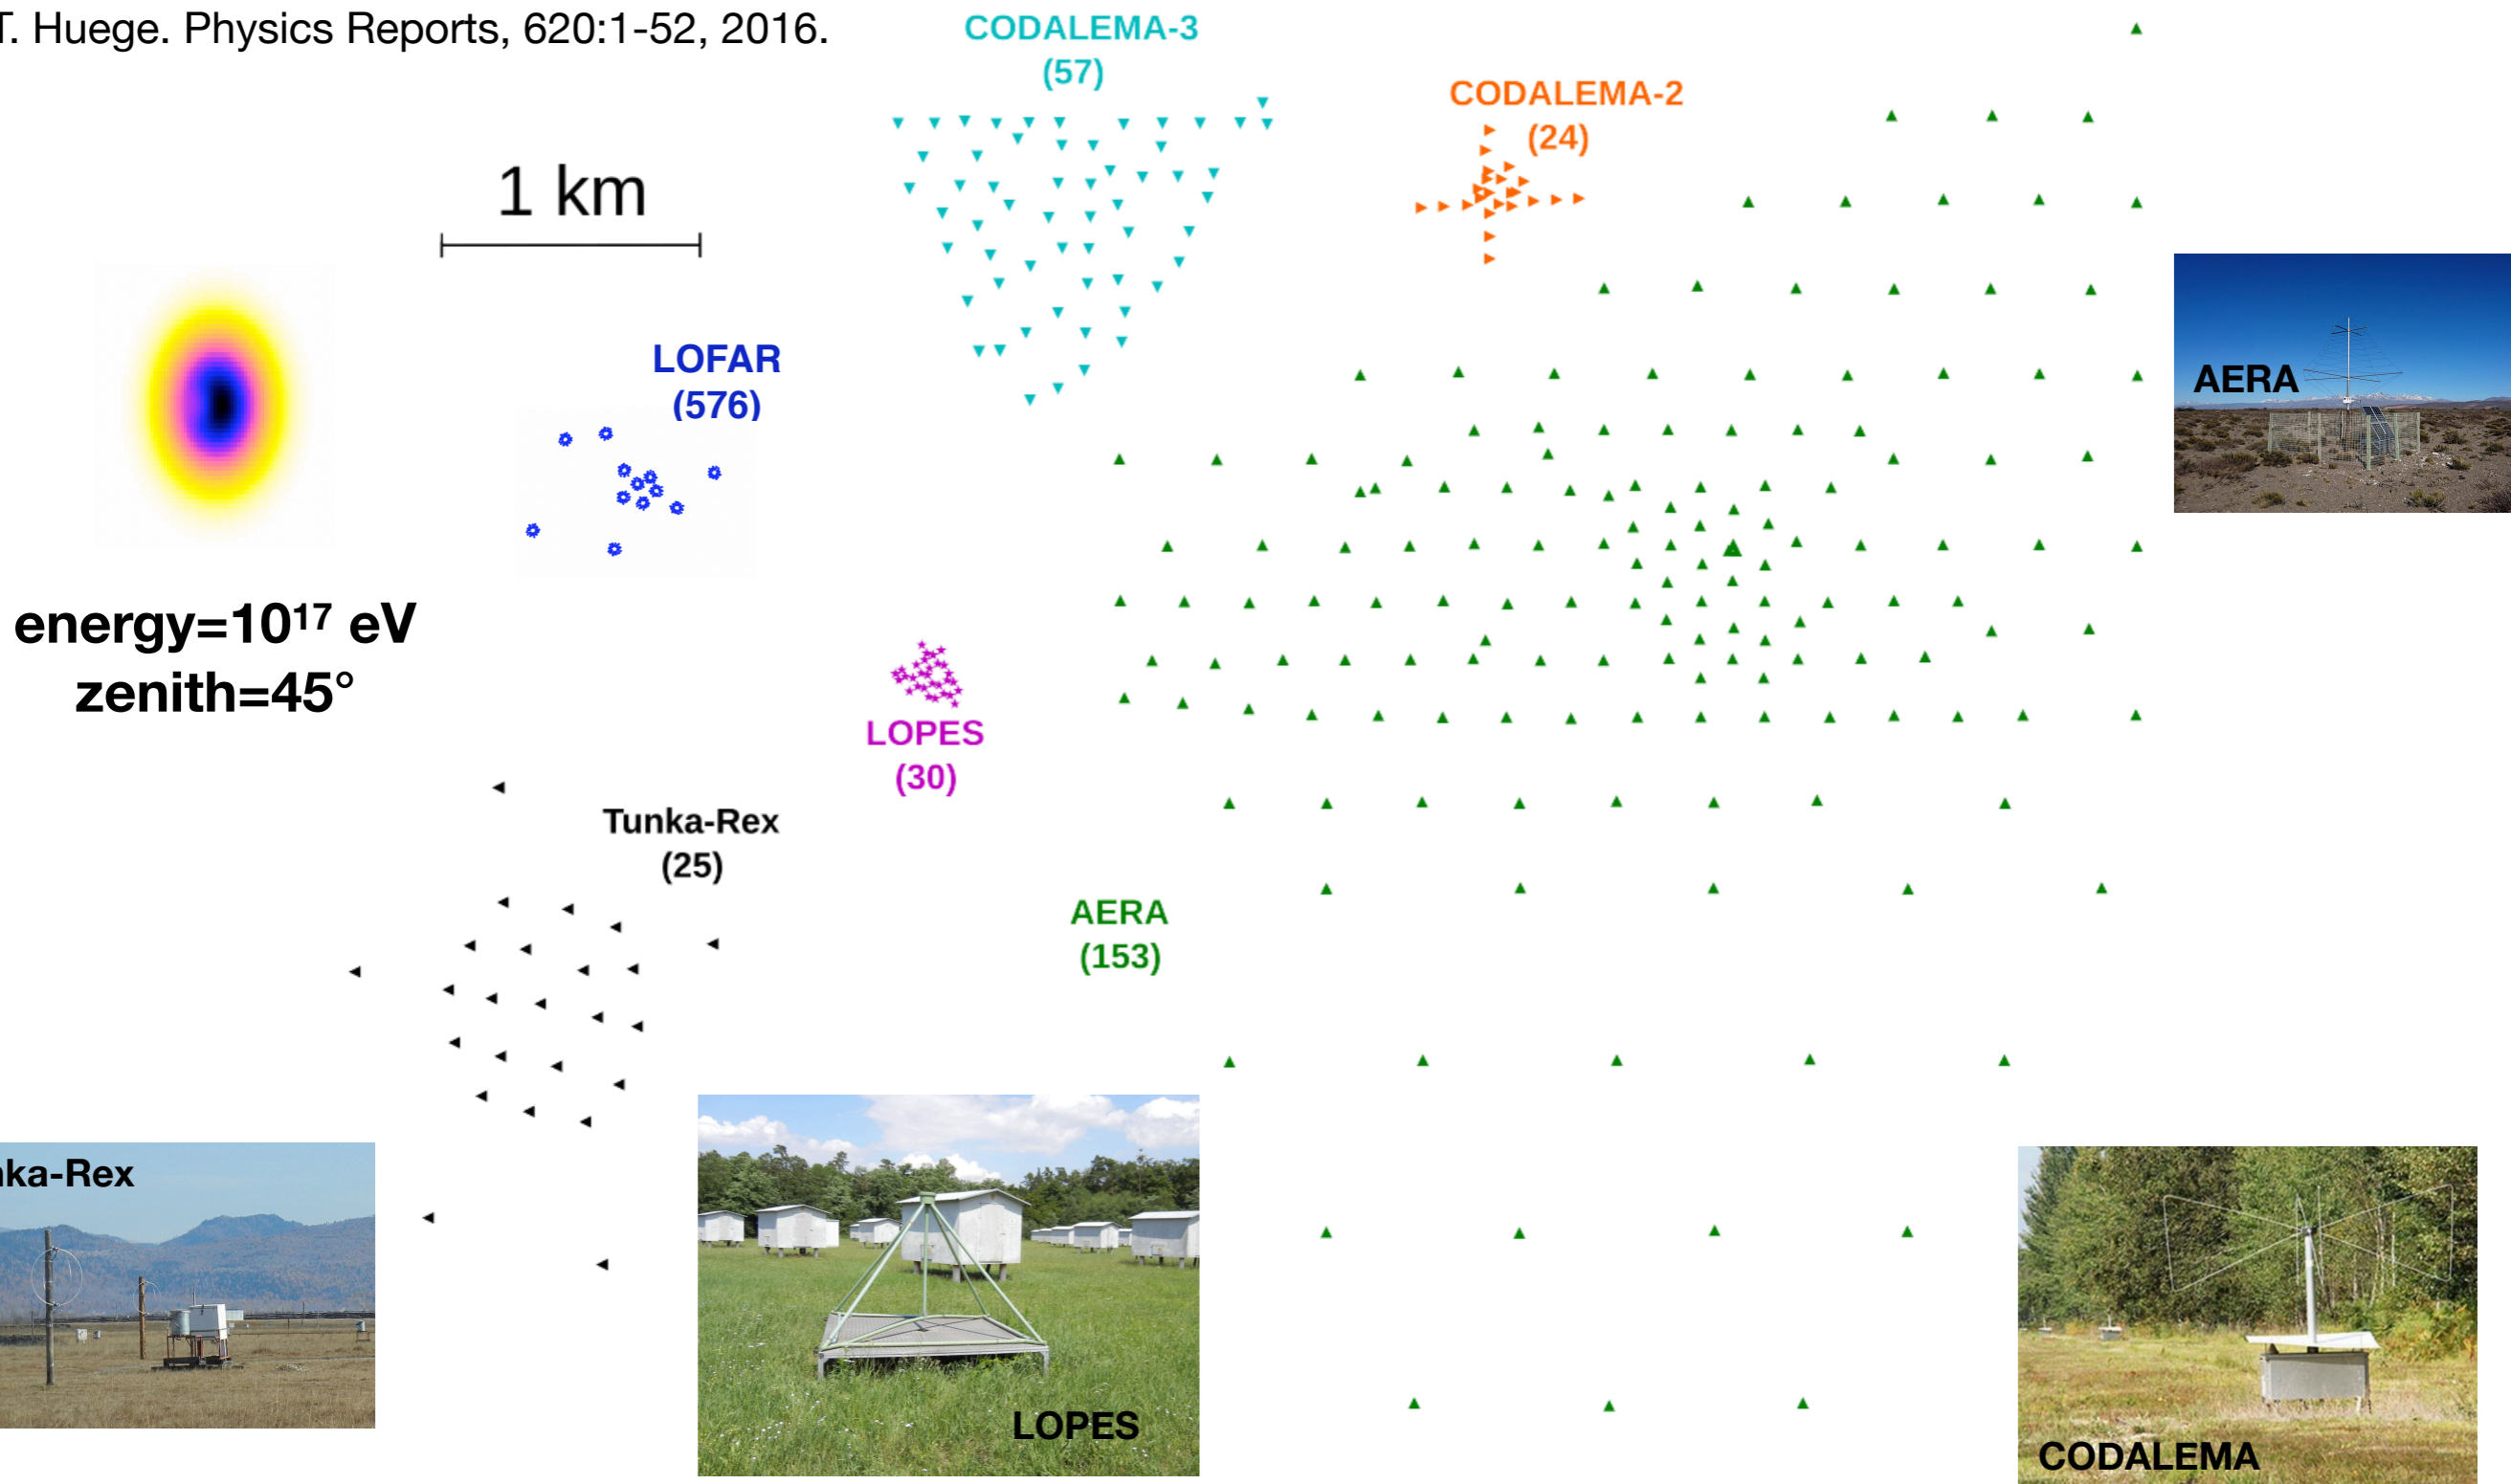 T. Huege. Physics Reports, 620:1-52, 2016.
CODALEMA-3
(57)
CODALEMA-2
(24)
1 km
LOFAR
(576)
AERA
energy=10¹⁷ eV
zenith=45°
LOPES
(30)
Tunka-Rex
(25)
AERA
(153)
nka-Rex
LOPES
CODALEMA